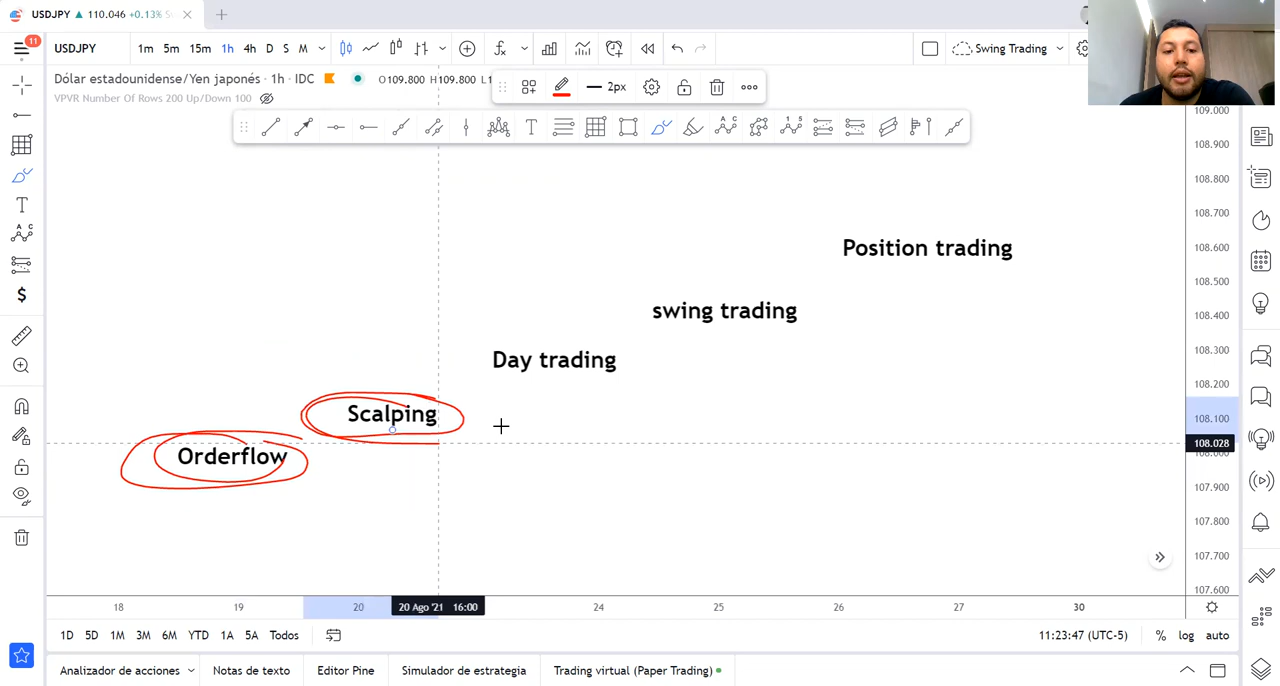 USDJPY ▲ 110.046 +0.13%
11
USDJPY
1m 5m 15m 1h 4h D S M
Swing Trading
Dólar estadounidense/Yen japonés · 1h · IDC O109.800 H109.800
VPVR Number Of Rows 200 Up/Down 100
2px
109.000
108.900
108.800
108.700
108.600
108.500
108.400
108.300
108.200
108.100
108.028
108.000
107.900
107.800
107.700
107.600
Position trading
swing trading
Day trading
Scalping
Orderflow
18 19 20 20 Ago '21 16:00 24 25 26 27 30
1D 5D 1M 3M 6M YTD 1A 5A Todos
11:23:47 (UTC-5) % log auto
Analizador de acciones Notas de texto Editor Pine Simulador de estrategia Trading virtual (Paper Trading)